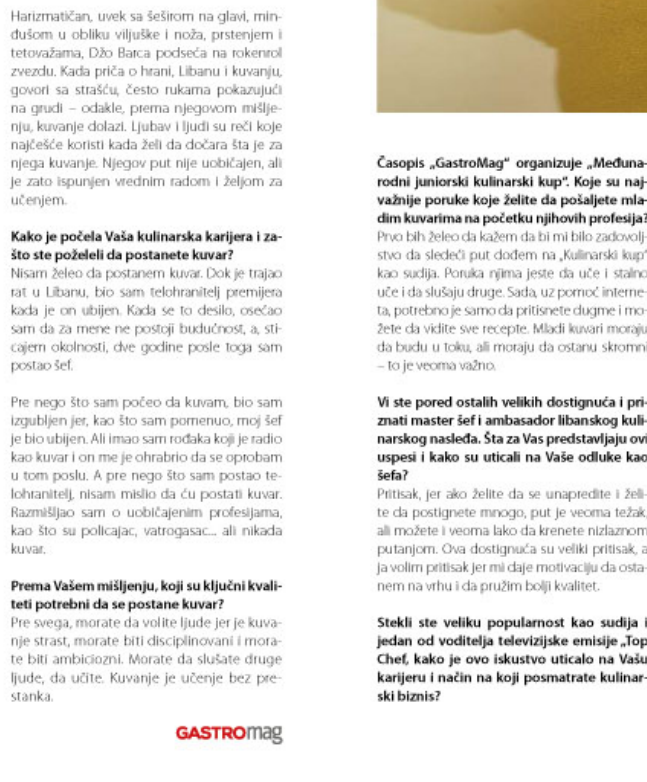 Harizmatičan, uvek sa šeširom na glavi, min-
đušom u obliku viljuške i noža, prstenjem i
tetovažama, Džo Barca podseća na rokenrol
zvezdu. Kada priča o hrani, Libanu i kuvanju,
govori sa strašću, često rukama pokazujući
na grudi – odakle, prema njegovom mišlje-
nju, kuvanje dolazi. Ljubav i ljudi su reči koje
najčešće koristi kada želi da dočara šta je za
njega kuvanje. Njegov put nije uobičajen, ali
je zato ispunjen vrednim radom i željom za
učenjem.
Kako je počela Vaša kulinarska karijera i za-
što ste poželeli da postanete kuvar?
Nisam želeo da postanem kuvar. Dok je trajao
rat u Libanu, bio sam telohranitelj premijera
kada je on ubijen. Kada se to desilo, osećao
sam da za mene ne postoji budućnost, a, sti-
cajem okolnosti, dve godine posle toga sam
postao šef.
Pre nego što sam počeo da kuvam, bio sam
izgubljen jer, kao što sam pomenuo, moj šef
je bio ubijen. Ali imao sam rođaka koji je radio
kao kuvar i on me je ohrabrio da se oprobam
u tom poslu. A pre nego što sam postao te-
lohranitelj, nisam mislio da ću postati kuvar.
Razmišljao sam o uobičajenim profesijama,
kao što su policajac, vatrogasac... ali nikada
kuvar.
Prema Vašem mišljenju, koji su ključni kvali-
teti potrebni da se postane kuvar?
Pre svega, morate da volite ljude jer je kuva-
nje strast, morate biti disciplinovani i mora-
te biti ambiciozni. Morate da slušate druge
ljude, da učite. Kuvanje je učenje bez pre-
stanka.
GASTROmag
Časopis „GastroMag“ organizuje „Međuna-
rodni juniorski kulinarski kup“. Koje su naj-
važnije poruke koje želite da pošaljete mla-
dim kuvarima na početku njihovih profesija?
Prvo bih želeo da kažem da bi mi bilo zadovolj-
stvo da sledeći put dođem na „Kulinarski kup“
kao sudija. Poruka njima jeste da uče i stalno
uče i da slušaju druge. Sada, uz pomoć interne-
ta, potrebno je samo da pritisnete dugme i mo-
žete da vidite sve recepte. Mladi kuvari moraju
da budu u toku, ali moraju da ostanu skromni
– to je veoma važno.
Vi ste pored ostalih velikih dostignuća i pri-
znati master šef i ambasador libanskog kuli-
narskog nasleđa. Šta za Vas predstavljaju ovi
uspesi i kako su uticali na Vaše odluke kao
šefa?
Pritisak, jer ako želite da se unapredite i želi-
te da postignete mnogo, put je veoma težak,
ali možete i veoma lako da krenete nizlaznom
putanjom. Ova dostignuća su veliki pritisak, a
ja volim pritisak jer mi daje motivaciju da osta-
nem na vrhu i da pružim bolji kvalitet.
Stekli ste veliku popularnost kao sudija i
jedan od voditelja televizijske emisije „Top
Chef, kako je ovo iskustvo uticalo na Vašu
karijeru i način na koji posmatrate kulinar-
ski biznis?